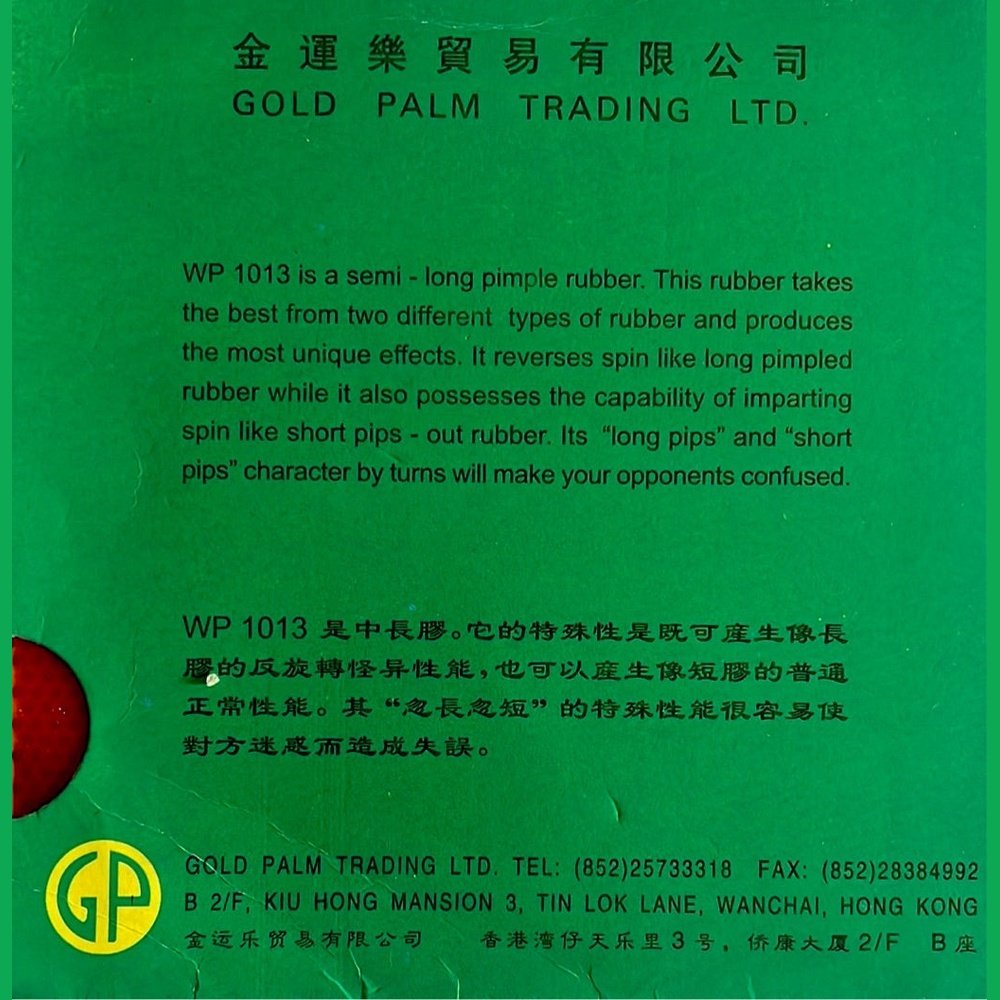 金運樂貿易有限公司
GOLD PALM TRADING LTD.
WP 1013 is a semi - long pimple rubber. This rubber takes
the best from two different types of rubber and produces
the most unique effects. It reverses spin like long pimpled
rubber while it also possesses the capability of imparting
spin like short pips - out rubber. Its “long pips” and “short
pips” character by turns will make your opponents confused.
WP 1013 是中長膠。它的特殊性是既可產生像長
膠的反旋轉怪异性能，也可以產生像短膠的普通
正常性能。其“忽長忽短”的特殊性能很容易使
對方迷惑而造成失誤。
GP
GOLD PALM TRADING LTD. TEL: (852)25733318 FAX: (852)28384992
B 2/F, KIU HONG MANSION 3, TIN LOK LANE, WANCHAI, HONG KONG
金运乐贸易有限公司 香港湾仔天乐里3号，侨康大厦2/F B座